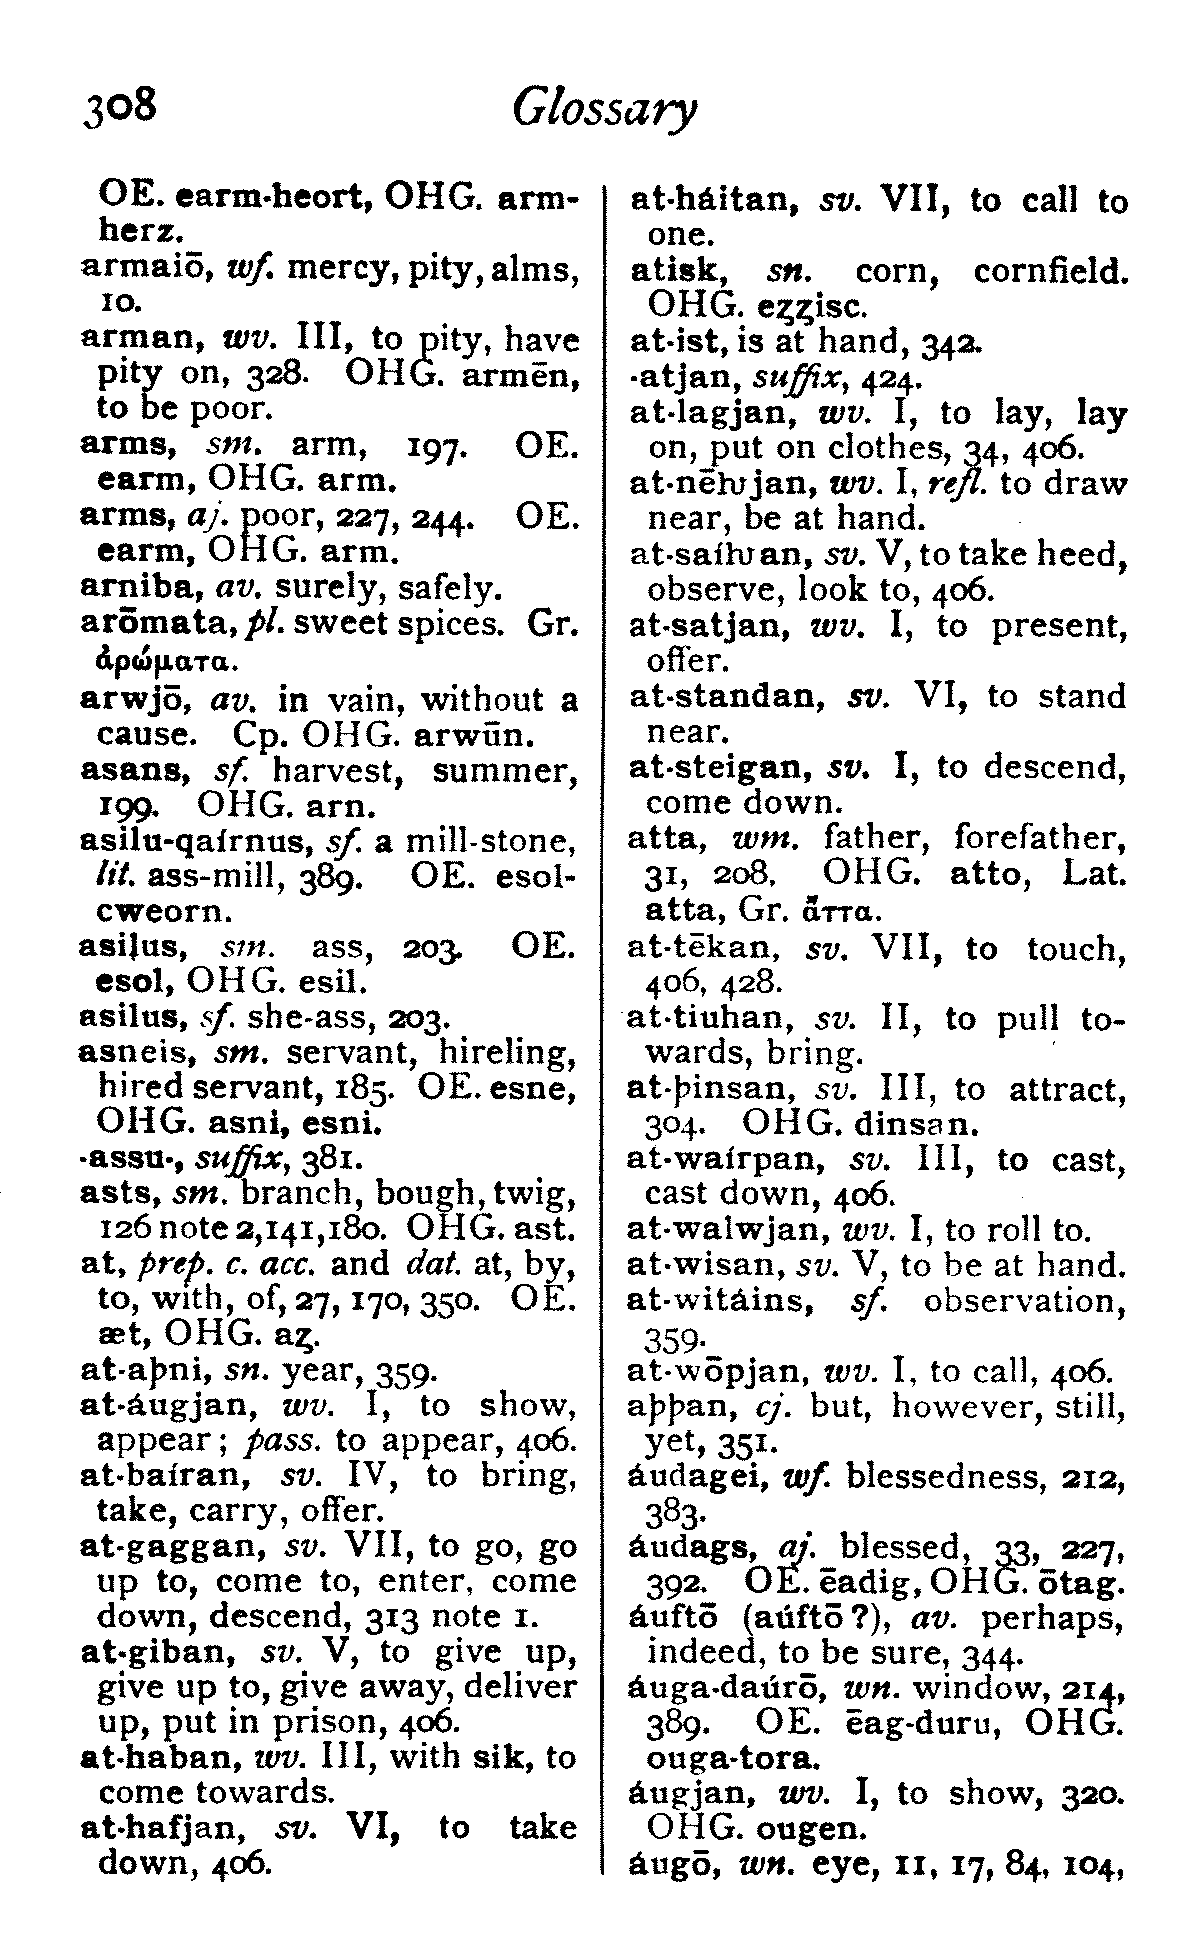 308 Glossary
OE. earm-heort, OHG. arm-
herz.
armaiō, wf. mercy, pity, alms,
10.
arman, wv. III, to pity, have
pity on, 328. OHG. armēn,
to be poor.
arms, sm. arm, 197. OE.
earm, OHG. arm.
arms, aj. poor, 227, 244. OE.
earm, OHG. arm.
arniba, av. surely, safely.
arōmata, pl. sweet spices. Gr.
ἀρώματα.
arwjō, av. in vain, without a
cause. Cp. OHG. arwūn.
asans, sf. harvest, summer,
199. OHG. arn.
asilu-qaírnus, sf. a mill-stone,
lit. ass-mill, 389. OE. esol-
cweorn.
asilus, sm. ass, 203. OE.
esol, OHG. esil.
asilus, sf. she-ass, 203.
asneis, sm. servant, hireling,
hired servant, 185. OE. esne,
OHG. asni, esni.
-assu-, suffix, 381.
asts, sm. branch, bough, twig,
126 note 2, 141, 180. OHG. ast.
at, prep. c. acc. and dat. at, by,
to, with, of, 27, 170, 350. OE.
æt, OHG. aȥ.
at-aþni, sn. year, 359.
at-áugjan, wv. I, to show,
appear; pass. to appear, 406.
at-baíran, sv. IV, to bring,
take, carry, offer.
at-gaggan, sv. VII, to go, go
up to, come to, enter, come
down, descend, 313 note 1.
at-giban, sv. V, to give up,
give up to, give away, deliver
up, put in prison, 406.
at-haban, wv. III, with sik, to
come towards.
at-hafjan, sv. VI, to take
down, 406.
at-háitan, sv. VII, to call to
one.
atisk, sn. corn, cornfield.
OHG. eȥȥisc.
at-ist, is at hand, 342.
-atjan, suffix, 424.
at-lagjan, wv. I, to lay, lay
on, put on clothes, 34, 406.
at-nēƕjan, wv. I, refl. to draw
near, be at hand.
at-saíƕan, sv. V, to take heed,
observe, look to, 406.
at-satjan, wv. I, to present,
offer.
at-standan, sv. VI, to stand
near.
at-steigan, sv. I, to descend,
come down.
atta, wm. father, forefather,
31, 208. OHG. atto, Lat.
atta, Gr. ἄττα.
at-tēkan, sv. VII, to touch,
406, 428.
at-tiuhan, sv. II, to pull to-
wards, bring.
at-þinsan, sv. III, to attract,
304. OHG. dinsan.
at-waírpan, sv. III, to cast,
cast down, 406.
at-walwjan, wv. I, to roll to.
at-wisan, sv. V, to be at hand.
at-witáins, sf. observation,
359.
at-wōpjan, wv. I, to call, 406.
aþþan, cj. but, however, still,
yet, 351.
áudagei, wf. blessedness, 212,
383.
áudags, aj. blessed, 33, 227,
392. OE. ēadig, OHG. ōtag.
áuftō (aúftō?), av. perhaps,
indeed, to be sure, 344.
áuga-daúrō, wn. window, 214,
389. OE. ēag-duru, OHG.
ouga-tora.
áugjan, wv. I, to show, 320.
OHG. ougen.
áugō, wn. eye, 11, 17, 84, 104,